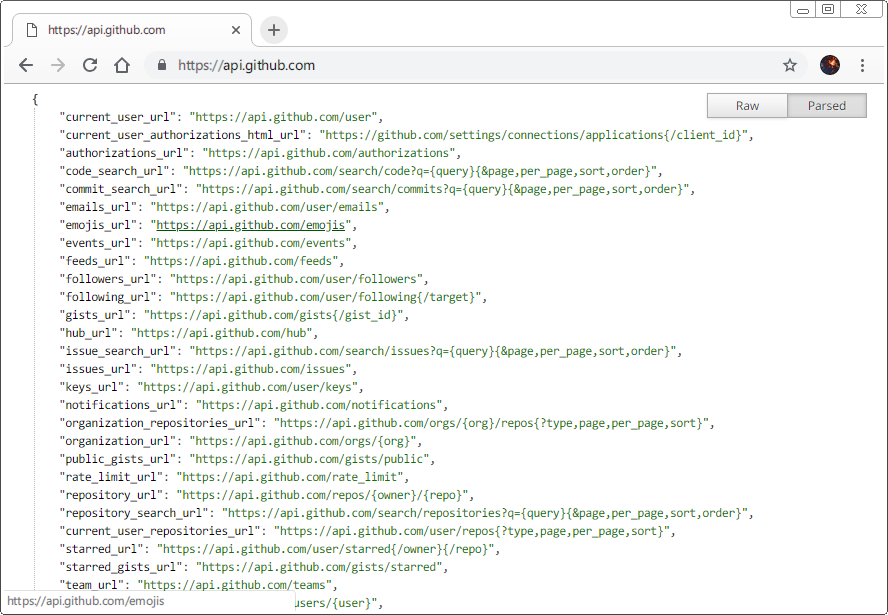 https://api.github.com
https://api.github.com
Raw
Parsed
{
"current_user_url": "https://api.github.com/user",
"current_user_authorizations_html_url": "https://github.com/settings/connections/applications{/client_id}",
"authorizations_url": "https://api.github.com/authorizations",
"code_search_url": "https://api.github.com/search/code?q={query}{&page,per_page,sort,order}",
"commit_search_url": "https://api.github.com/search/commits?q={query}{&page,per_page,sort,order}",
"emails_url": "https://api.github.com/user/emails",
"emojis_url": "https://api.github.com/emojis",
"events_url": "https://api.github.com/events",
"feeds_url": "https://api.github.com/feeds",
"followers_url": "https://api.github.com/user/followers",
"following_url": "https://api.github.com/user/following{/target}",
"gists_url": "https://api.github.com/gists{/gist_id}",
"hub_url": "https://api.github.com/hub",
"issue_search_url": "https://api.github.com/search/issues?q={query}{&page,per_page,sort,order}",
"issues_url": "https://api.github.com/issues",
"keys_url": "https://api.github.com/user/keys",
"notifications_url": "https://api.github.com/notifications",
"organization_repositories_url": "https://api.github.com/orgs/{org}/repos{?type,page,per_page,sort}",
"organization_url": "https://api.github.com/orgs/{org}",
"public_gists_url": "https://api.github.com/gists/public",
"rate_limit_url": "https://api.github.com/rate_limit",
"repository_url": "https://api.github.com/repos/{owner}/{repo}",
"repository_search_url": "https://api.github.com/search/repositories?q={query}{&page,per_page,sort,order}",
"current_user_repositories_url": "https://api.github.com/user/repos{?type,page,per_page,sort}",
"starred_url": "https://api.github.com/user/starred{/owner}{/repo}",
"starred_gists_url": "https://api.github.com/gists/starred",
"team_url": "https://api.github.com/teams",
https://api.github.com/emojis
users/{user}",